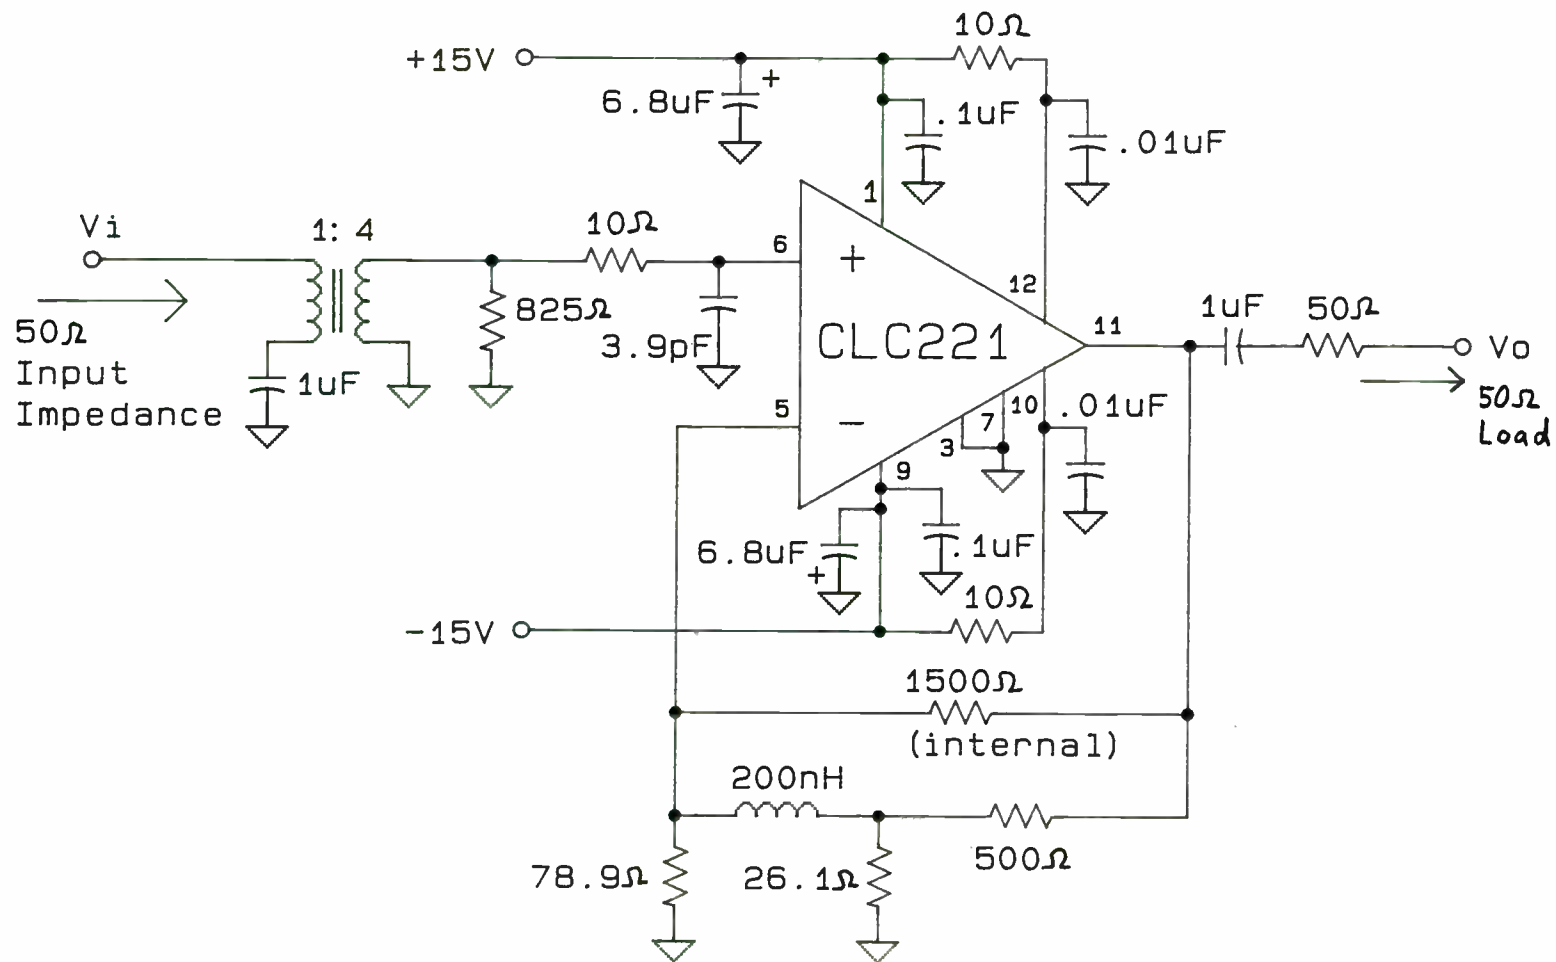 10Ω
+15V
+
6.8uF
.1uF
.01uF
1
Vi
1: 4
10Ω
6
+
12
825Ω
3.9pF
CLC221
11
1uF
50Ω
Vo
50Ω
Input
Impedance
1uF
5
−
10
.01uF
7
3
50Ω
Load
9
6.8uF
+
.1uF
10Ω
-15V
1500Ω
(internal)
200nH
500Ω
78.9Ω
26.1Ω